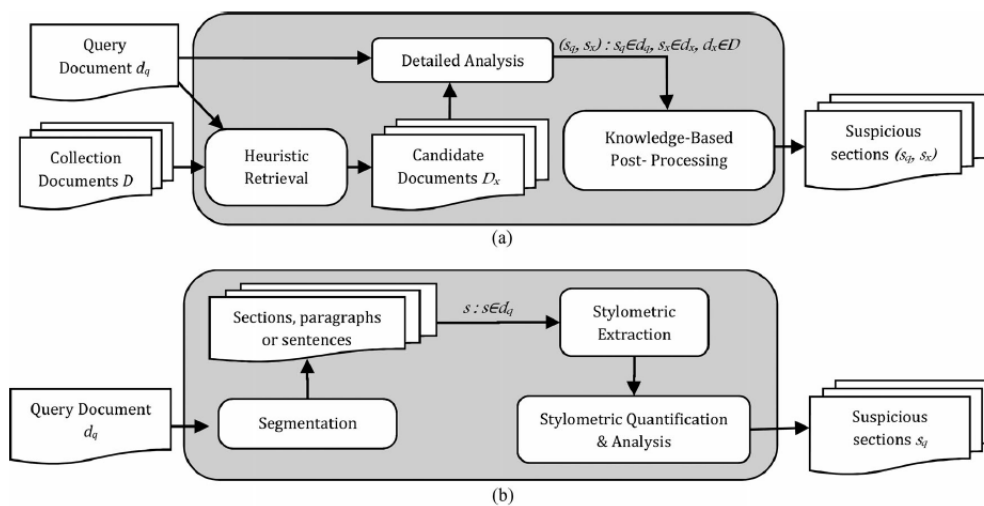 Query
Document d_q
Collection
Documents D
Heuristic
Retrieval
Detailed Analysis
Candidate
Documents D_x
(s_q, s_x) : s_q∈d_q, s_x∈d_x, d_x∈D
Knowledge-Based
Post- Processing
Suspicious
sections (s_q, s_x)
(a)
Query Document
d_q
Segmentation
Sections, paragraphs
or sentences
s : s∈d_q
Stylometric
Extraction
Stylometric Quantification
& Analysis
Suspicious
sections s_q
(b)